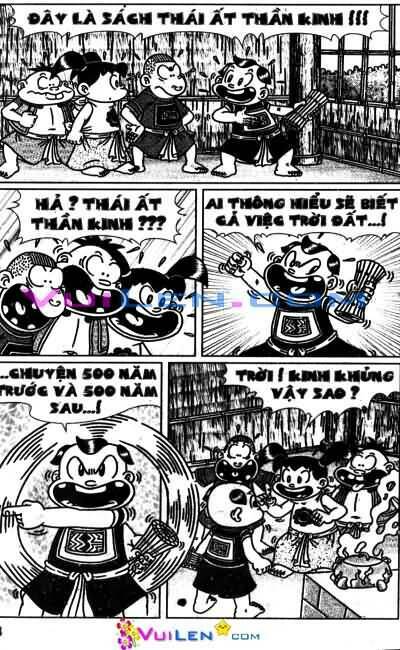 ĐÂY LÀ SÁCH THÁI ẤT THẦN KINH !!!
HẢ ? THÁI ẤT
THẦN KINH ???
AI THÔNG HIỂU SẼ BIẾT
CẢ VIỆC TRỜI ĐẤT...!
VUILEN.COM
..CHUYỆN 500 NĂM
TRƯỚC VÀ 500 NĂM
SAU...!
TRỜI ! KINH KHỦNG
VẬY SAO ?
VUILEN.COM